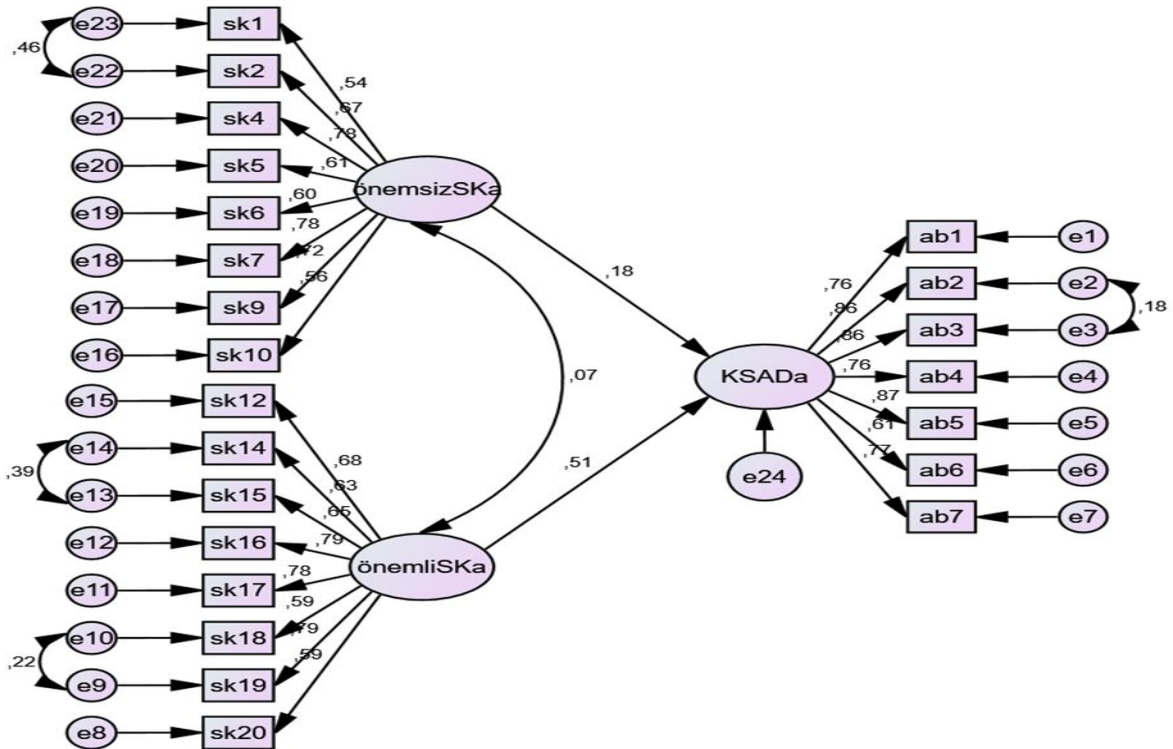 e23 sk1
,46
e22 sk2
e21 sk4
e20 sk5
e19 sk6
e18 sk7
e17 sk9
e16 sk10
e15 sk12
e14 sk14
,39
e13 sk15
e12 sk16
e11 sk17
e10 sk18
,22
e9 sk19
e8 sk20
,54
,67
,78
,61
,60
,78
,72
,56
önemsizSKa
,68
,63
,65
,79
,78
,59
,79
,59
önemliSKa
,07
,18
,51
KSADa
e24
,76
,86
,86
,76
,87
,61
,77
ab1 e1
ab2 e2
,18
ab3 e3
ab4 e4
ab5 e5
ab6 e6
ab7 e7